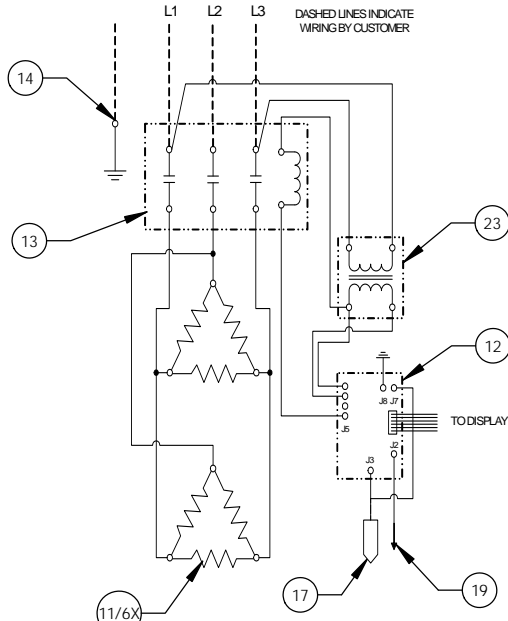 L1 L2 L3
DASHED LINES INDICATE
WIRING BY CUSTOMER
14
13
23
12
J8 J7
J5
TO DISPLAY
J2
J3
17
19
11/6X